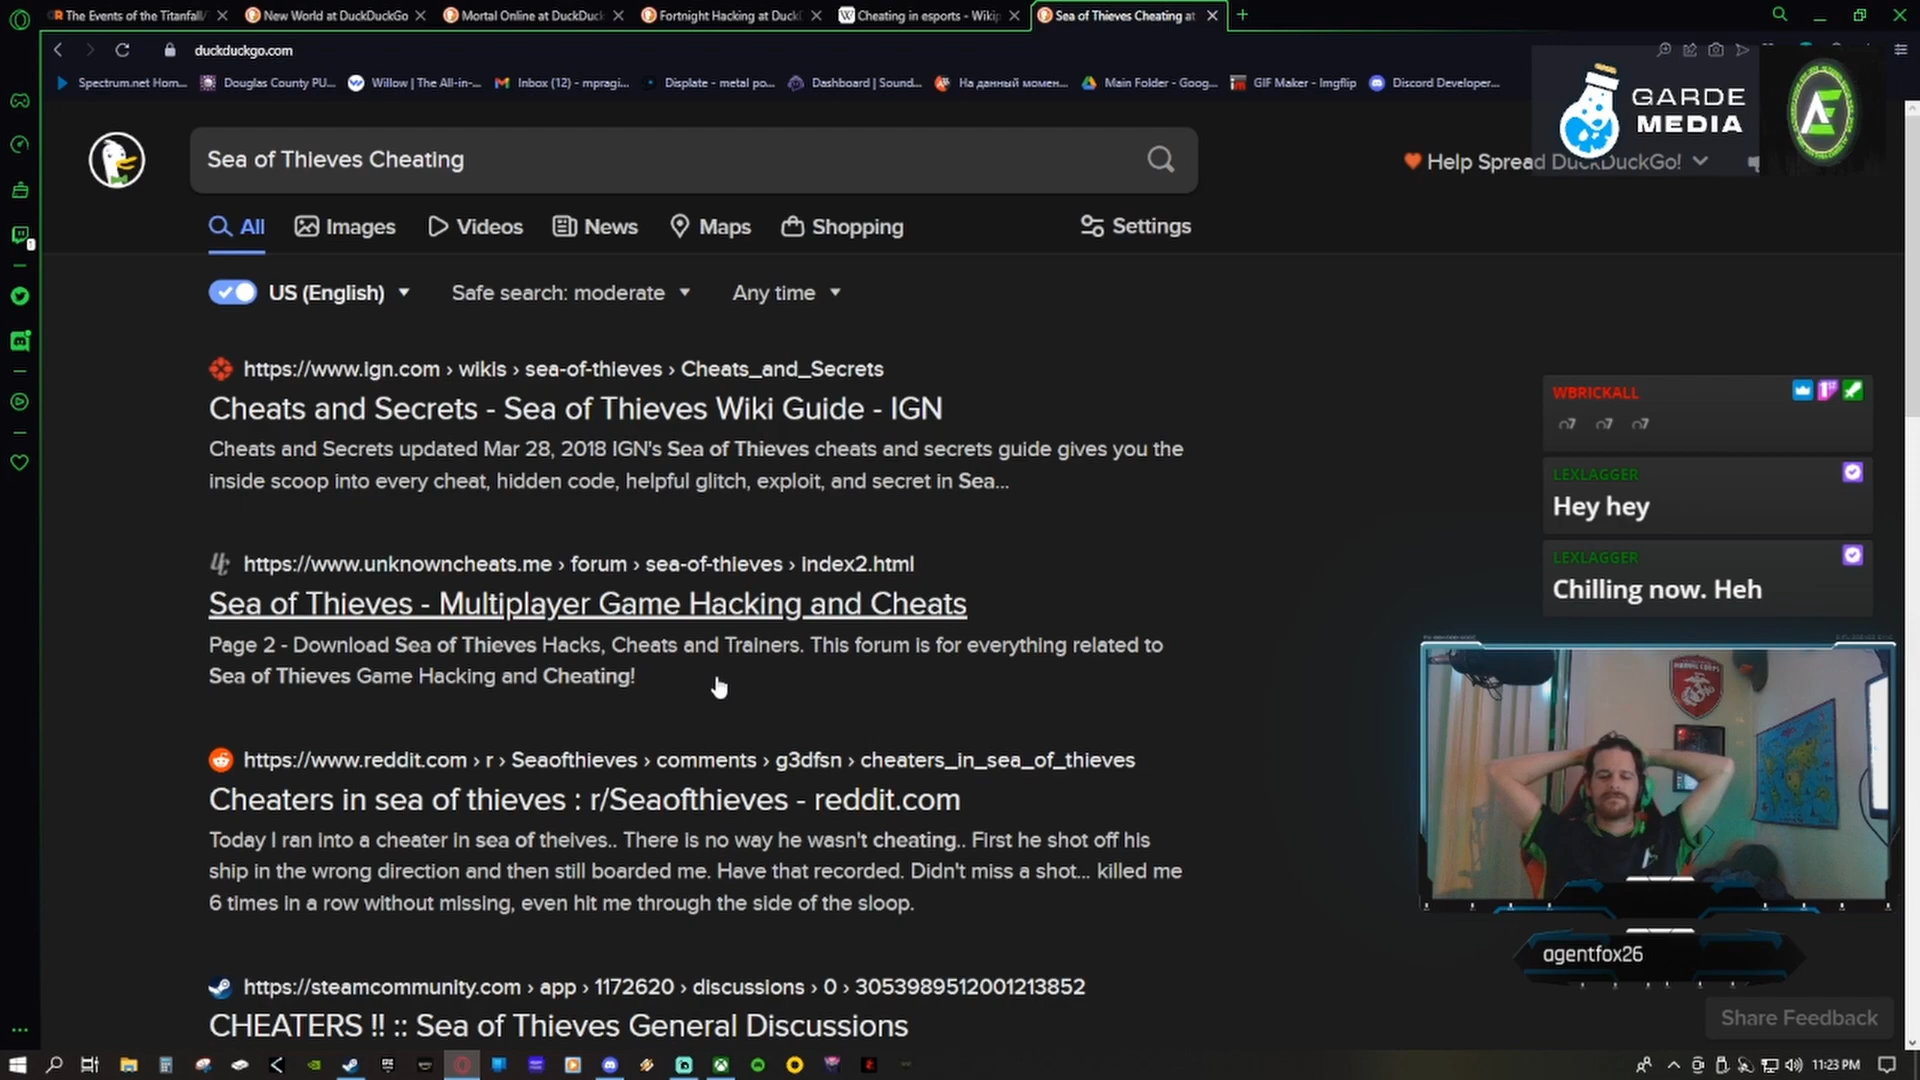 The Events of the Titanfall/
New World at DuckDuckGo
Mortal Online at DuckDuck
Fortnight Hacking at DuckD
Cheating in esports - Wikip
Sea of Thieves Cheating at
duckduckgo.com
Spectrum.net Hom...
Douglas County PU...
Willow | The All-in-...
Inbox (12) - mpragi...
Displate - metal po...
Dashboard | Sound...
На данный момен...
Main Folder - Goog...
GIF Maker - Imgflip
Discord Developer...
GARDE
MEDIA
Sea of Thieves Cheating
Help Spread DuckDuckGo!
All
Images
Videos
News
Maps
Shopping
Settings
US (English)
Safe search: moderate
Any time
https://www.ign.com › wikis › sea-of-thieves › Cheats_and_Secrets
Cheats and Secrets - Sea of Thieves Wiki Guide - IGN
Cheats and Secrets updated Mar 28, 2018 IGN's Sea of Thieves cheats and secrets guide gives you the
inside scoop into every cheat, hidden code, helpful glitch, exploit, and secret in Sea...
WBRICKALL
LEXLAGGER
Hey hey
LEXLAGGER
Chilling now. Heh
https://www.unknowncheats.me › forum › sea-of-thieves › index2.html
Sea of Thieves - Multiplayer Game Hacking and Cheats
Page 2 - Download Sea of Thieves Hacks, Cheats and Trainers. This forum is for everything related to
Sea of Thieves Game Hacking and Cheating!
https://www.reddit.com › r › Seaofthieves › comments › g3dfsn › cheaters_in_sea_of_thieves
Cheaters in sea of thieves : r/Seaofthieves - reddit.com
Today I ran into a cheater in sea of theives.. There is no way he wasn't cheating.. First he shot off his
ship in the wrong direction and then still boarded me. Have that recorded. Didn't miss a shot... killed me
6 times in a row without missing, even hit me through the side of the sloop.
agentfox26
https://steamcommunity.com › app › 1172620 › discussions › 0 › 3053989512001213852
CHEATERS !! :: Sea of Thieves General Discussions
Share Feedback
11:23 PM